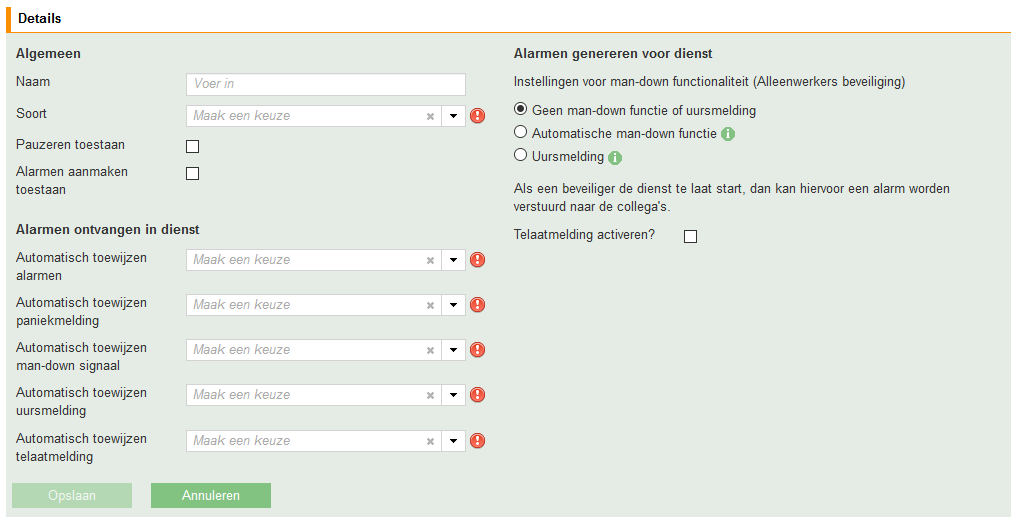 Details
Algemeen
Naam
Voer in
Soort
Maak een keuze
Pauzeren toestaan
Alarmen aanmaken
toestaan
Alarmen ontvangen in dienst
Automatisch toewijzen
alarmen
Maak een keuze
Automatisch toewijzen
paniekmelding
Maak een keuze
Automatisch toewijzen
man-down signaal
Maak een keuze
Automatisch toewijzen
uursmelding
Maak een keuze
Automatisch toewijzen
telaatmelding
Maak een keuze
Opslaan
Annuleren
Alarmen genereren voor dienst
Instellingen voor man-down functionaliteit (Alleenwerkers beveiliging)
Geen man-down functie of uursmelding
Automatische man-down functie
Uursmelding
Als een beveiliger de dienst te laat start, dan kan hiervoor een alarm worden
verstuurd naar de collega's.
Telaatmelding activeren?